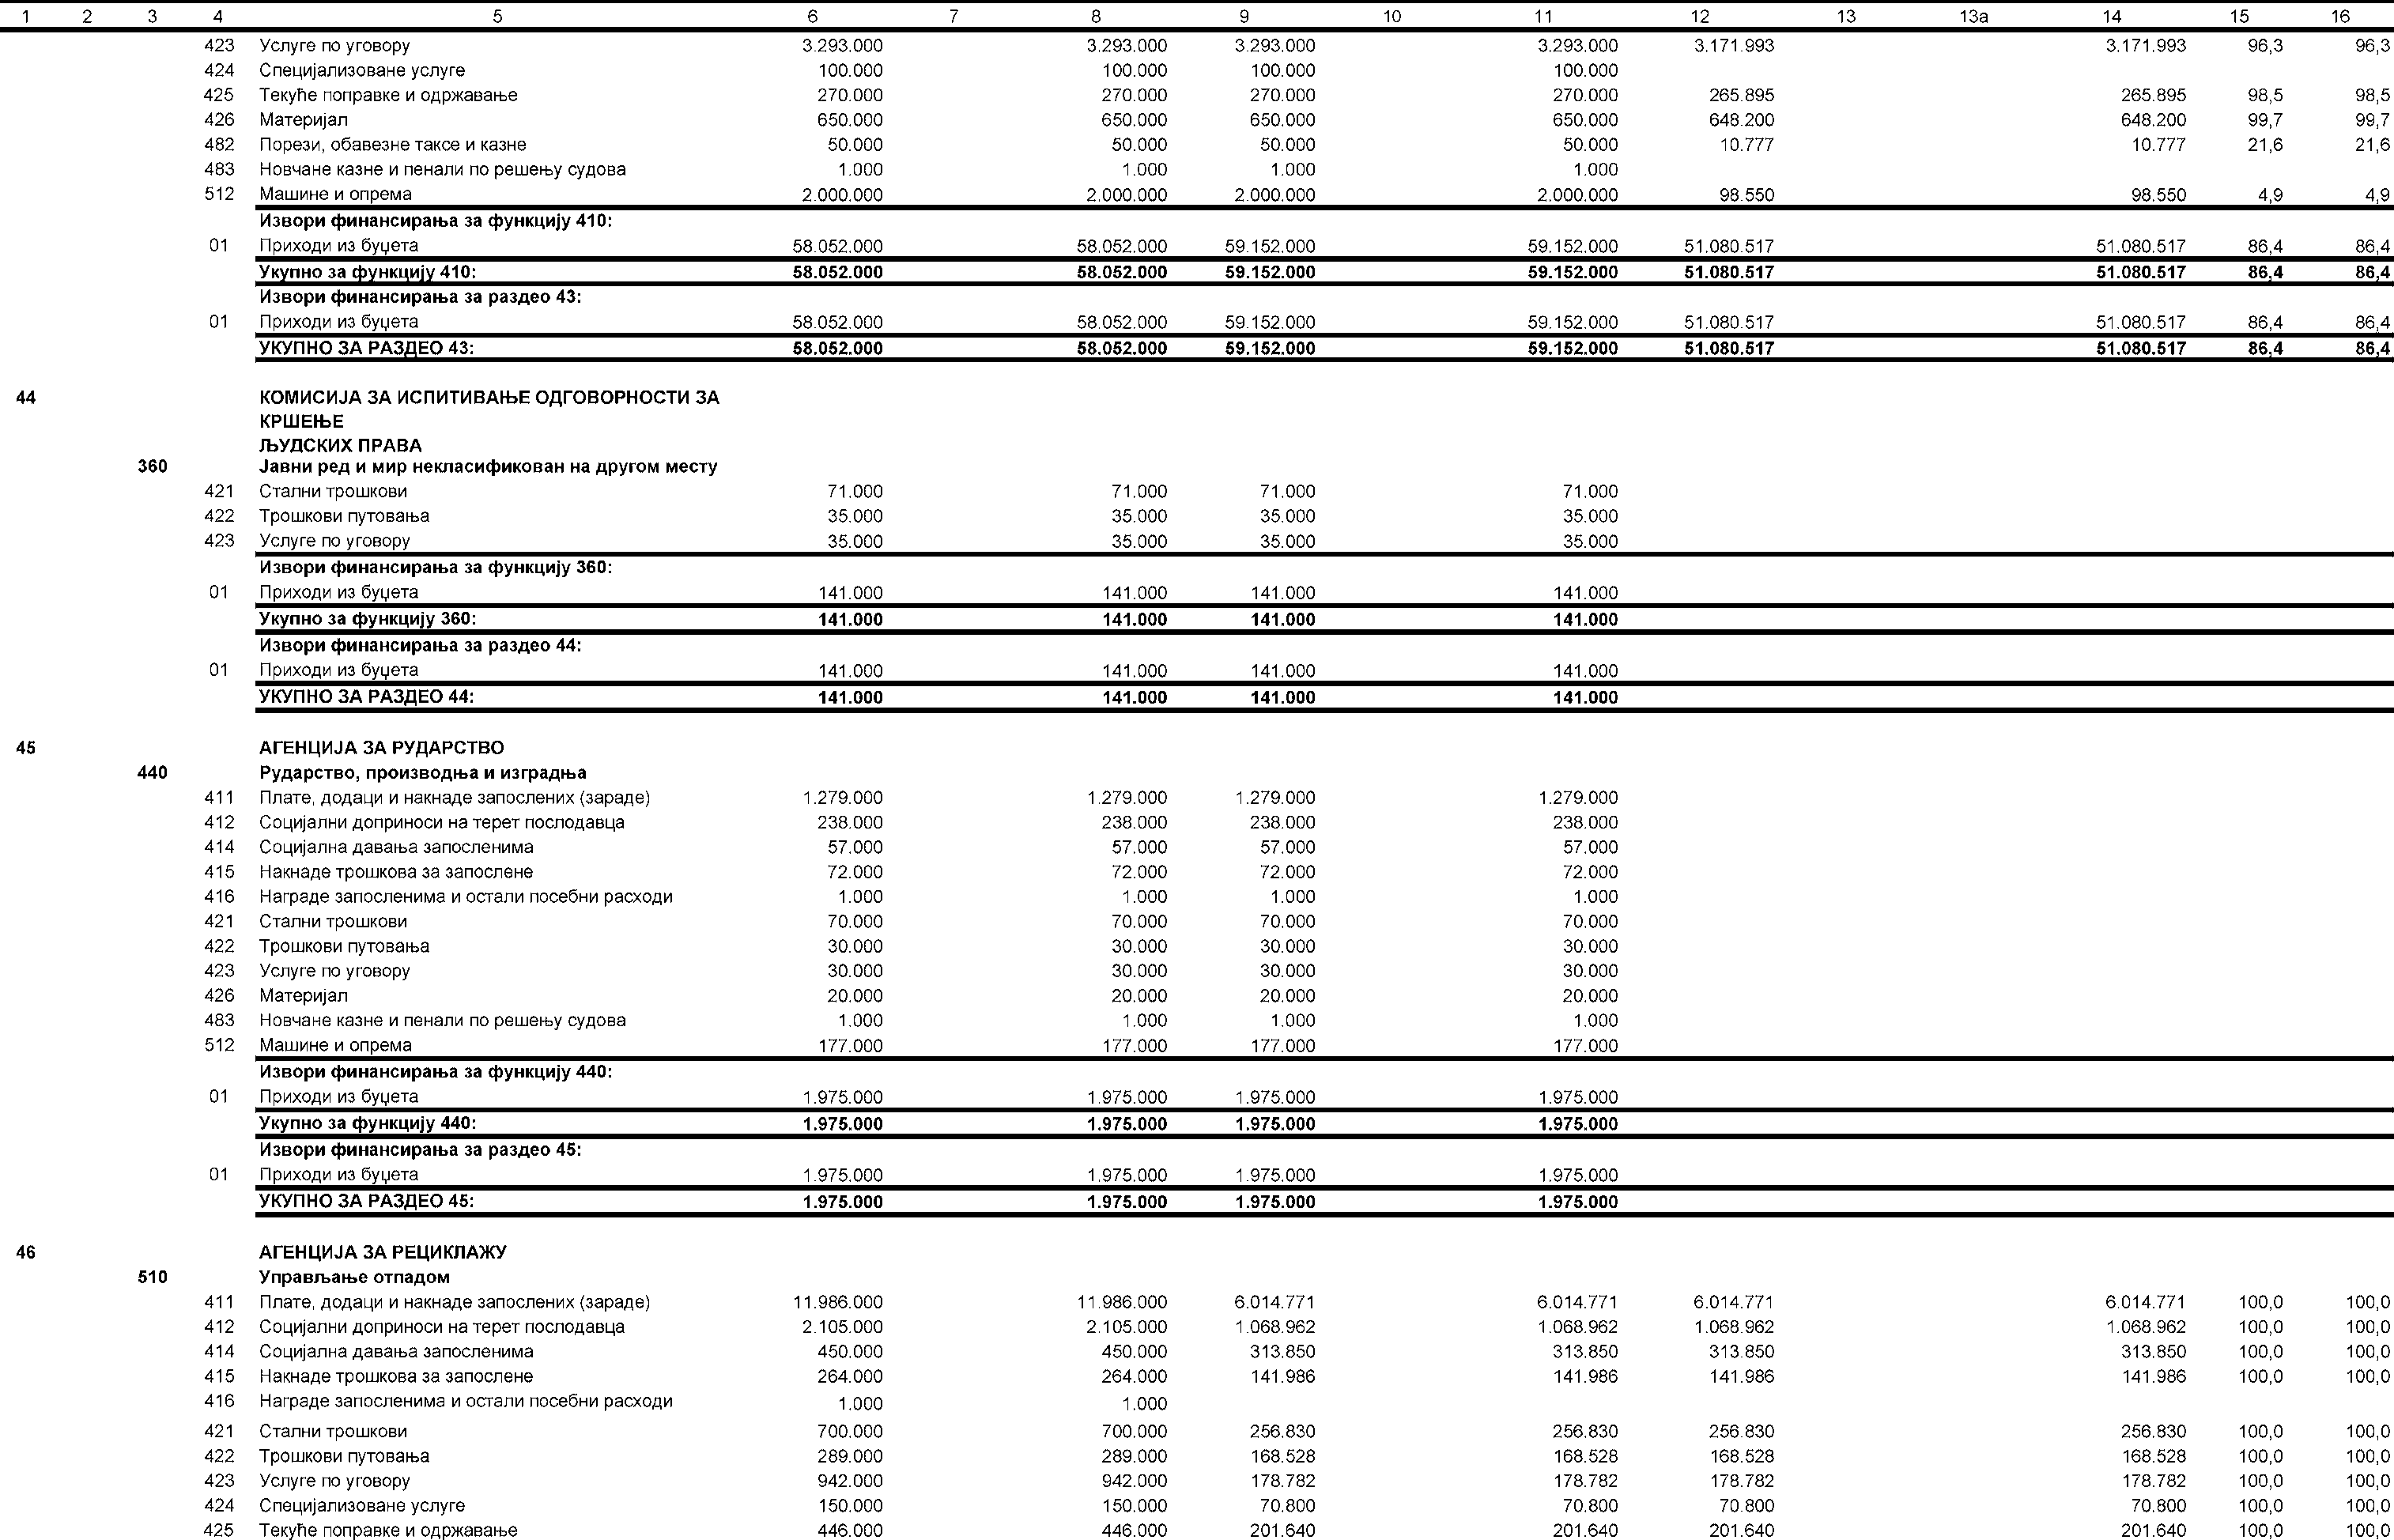 1 2 3 4 5 6 7 8 9 10 11 12 13 13a 14 15 16
423 Услуге по уговору 3.293.000 3.293.000 3.293.000 3.293.000 3.171.993 3.171.993 96,3 96,3
424 Специјализоване услуге 100.000 100.000 100.000 100.000
425 Текуће поправке и одржавање 270.000 270.000 270.000 270.000 265.895 265.895 98,5 98,5
426 Материјал 650.000 650.000 650.000 650.000 648.200 648.200 99,7 99,7
482 Порези, обавезне таксе и казне 50.000 50.000 50.000 50.000 10.777 10.777 21,6 21,6
483 Новчане казне и пенали по решењу судова 1.000 1.000 1.000 1.000
512 Машине и опрема 2.000.000 2.000.000 2.000.000 2.000.000 98.550 98.550 4,9 4,9
Извори финансирања за функцију 410:
01 Приходи из буџета 58.052.000 58.052.000 59.152.000 59.152.000 51.080.517 51.080.517 86,4 86,4
Укупно за функцију 410: 58.052.000 58.052.000 59.152.000 59.152.000 51.080.517 51.080.517 86,4 86,4
Извори финансирања за раздео 43:
01 Приходи из буџета 58.052.000 58.052.000 59.152.000 59.152.000 51.080.517 51.080.517 86,4 86,4
УКУПНО ЗА РАЗДЕО 43: 58.052.000 58.052.000 59.152.000 59.152.000 51.080.517 51.080.517 86,4 86,4
44 КОМИСИЈА ЗА ИСПИТИВАЊЕ ОДГОВОРНОСТИ ЗА
КРШЕЊЕ
ЉУДСКИХ ПРАВА
360 Јавни ред и мир некласификован на другом месту
421 Стални трошкови 71.000 71.000 71.000 71.000
422 Трошкови путовања 35.000 35.000 35.000 35.000
423 Услуге по уговору 35.000 35.000 35.000 35.000
Извори финансирања за функцију 360:
01 Приходи из буџета 141.000 141.000 141.000 141.000
Укупно за функцију 360: 141.000 141.000 141.000 141.000
Извори финансирања за раздео 44:
01 Приходи из буџета 141.000 141.000 141.000 141.000
УКУПНО ЗА РАЗДЕО 44: 141.000 141.000 141.000 141.000
45 АГЕНЦИЈА ЗА РУДАРСТВО
440 Рударство, производња и изградња
411 Плате, додаци и накнаде запослених (зараде) 1.279.000 1.279.000 1.279.000 1.279.000
412 Социјални доприноси на терет послодавца 238.000 238.000 238.000 238.000
414 Социјална давања запосленима 57.000 57.000 57.000 57.000
415 Накнаде трошкова за запослене 72.000 72.000 72.000 72.000
416 Награде запосленима и остали посебни расходи 1.000 1.000 1.000 1.000
421 Стални трошкови 70.000 70.000 70.000 70.000
422 Трошкови путовања 30.000 30.000 30.000 30.000
423 Услуге по уговору 30.000 30.000 30.000 30.000
426 Материјал 20.000 20.000 20.000 20.000
483 Новчане казне и пенали по решењу судова 1.000 1.000 1.000 1.000
512 Машине и опрема 177.000 177.000 177.000 177.000
Извори финансирања за функцију 440:
01 Приходи из буџета 1.975.000 1.975.000 1.975.000 1.975.000
Укупно за функцију 440: 1.975.000 1.975.000 1.975.000 1.975.000
Извори финансирања за раздео 45:
01 Приходи из буџета 1.975.000 1.975.000 1.975.000 1.975.000
УКУПНО ЗА РАЗДЕО 45: 1.975.000 1.975.000 1.975.000 1.975.000
46 АГЕНЦИЈА ЗА РЕЦИКЛАЖУ
510 Управљање отпадом
411 Плате, додаци и накнаде запослених (зараде) 11.986.000 11.986.000 6.014.771 6.014.771 6.014.771 6.014.771 100,0 100,0
412 Социјални доприноси на терет послодавца 2.105.000 2.105.000 1.068.962 1.068.962 1.068.962 1.068.962 100,0 100,0
414 Социјална давања запосленима 450.000 450.000 313.850 313.850 313.850 313.850 100,0 100,0
415 Накнаде трошкова за запослене 264.000 264.000 141.986 141.986 141.986 141.986 100,0 100,0
416 Награде запосленима и остали посебни расходи 1.000 1.000
421 Стални трошкови 700.000 700.000 256.830 256.830 256.830 256.830 100,0 100,0
422 Трошкови путовања 289.000 289.000 168.528 168.528 168.528 168.528 100,0 100,0
423 Услуге по уговору 942.000 942.000 178.782 178.782 178.782 178.782 100,0 100,0
424 Специјализоване услуге 150.000 150.000 70.800 70.800 70.800 70.800 100,0 100,0
425 Текуће поправке и одржавање 446.000 446.000 201.640 201.640 201.640 201.640 100,0 100,0